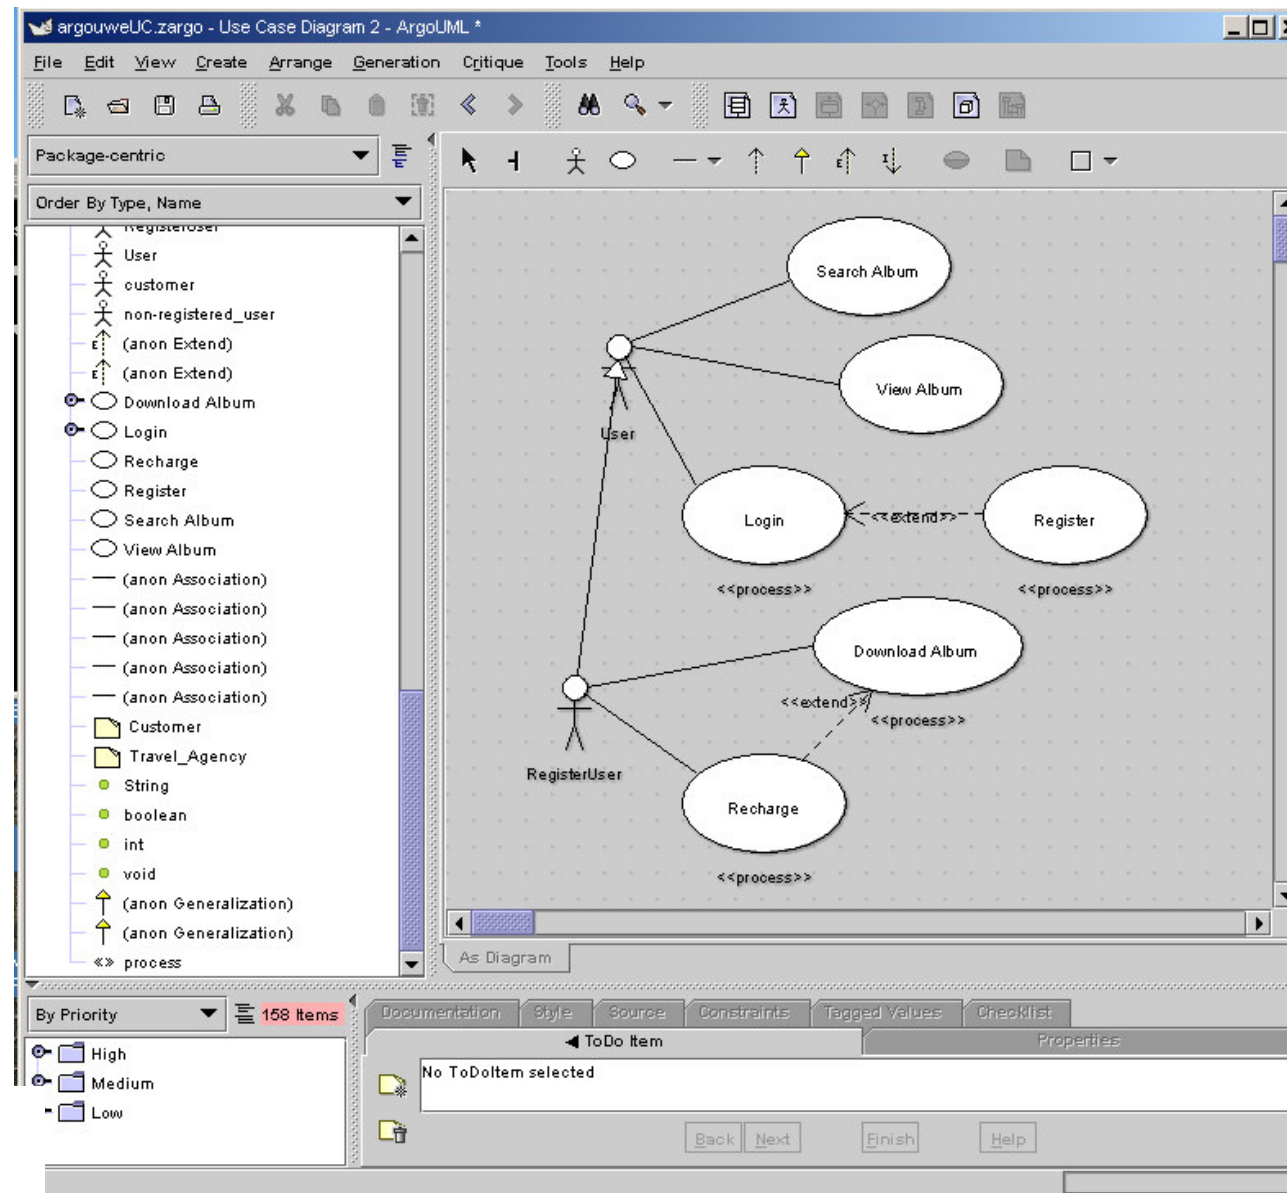 argouweUC.zargo - Use Case Diagram 2 - ArgoUML *
File Edit View Create Arrange Generation Critique Tools Help
Package-centric
Order By Type, Name
RegisterUser
User
customer
non-registered_user
(anon Extend)
(anon Extend)
Download Album
Login
Recharge
Register
Search Album
View Album
(anon Association)
(anon Association)
(anon Association)
(anon Association)
(anon Association)
Customer
Travel_Agency
String
boolean
int
void
(anon Generalization)
(anon Generalization)
«» process
Search Album
View Album
User
Login
<<extend>>
Register
<<process>>
<<process>>
Download Album
<<extend>>
<<process>>
RegisterUser
Recharge
<<process>>
As Diagram
By Priority
158 Items
High
Medium
Low
Documentation Style Source Constraints Tagged Values Checklist
ToDo Item Properties
No ToDoItem selected
Back Next Finish Help